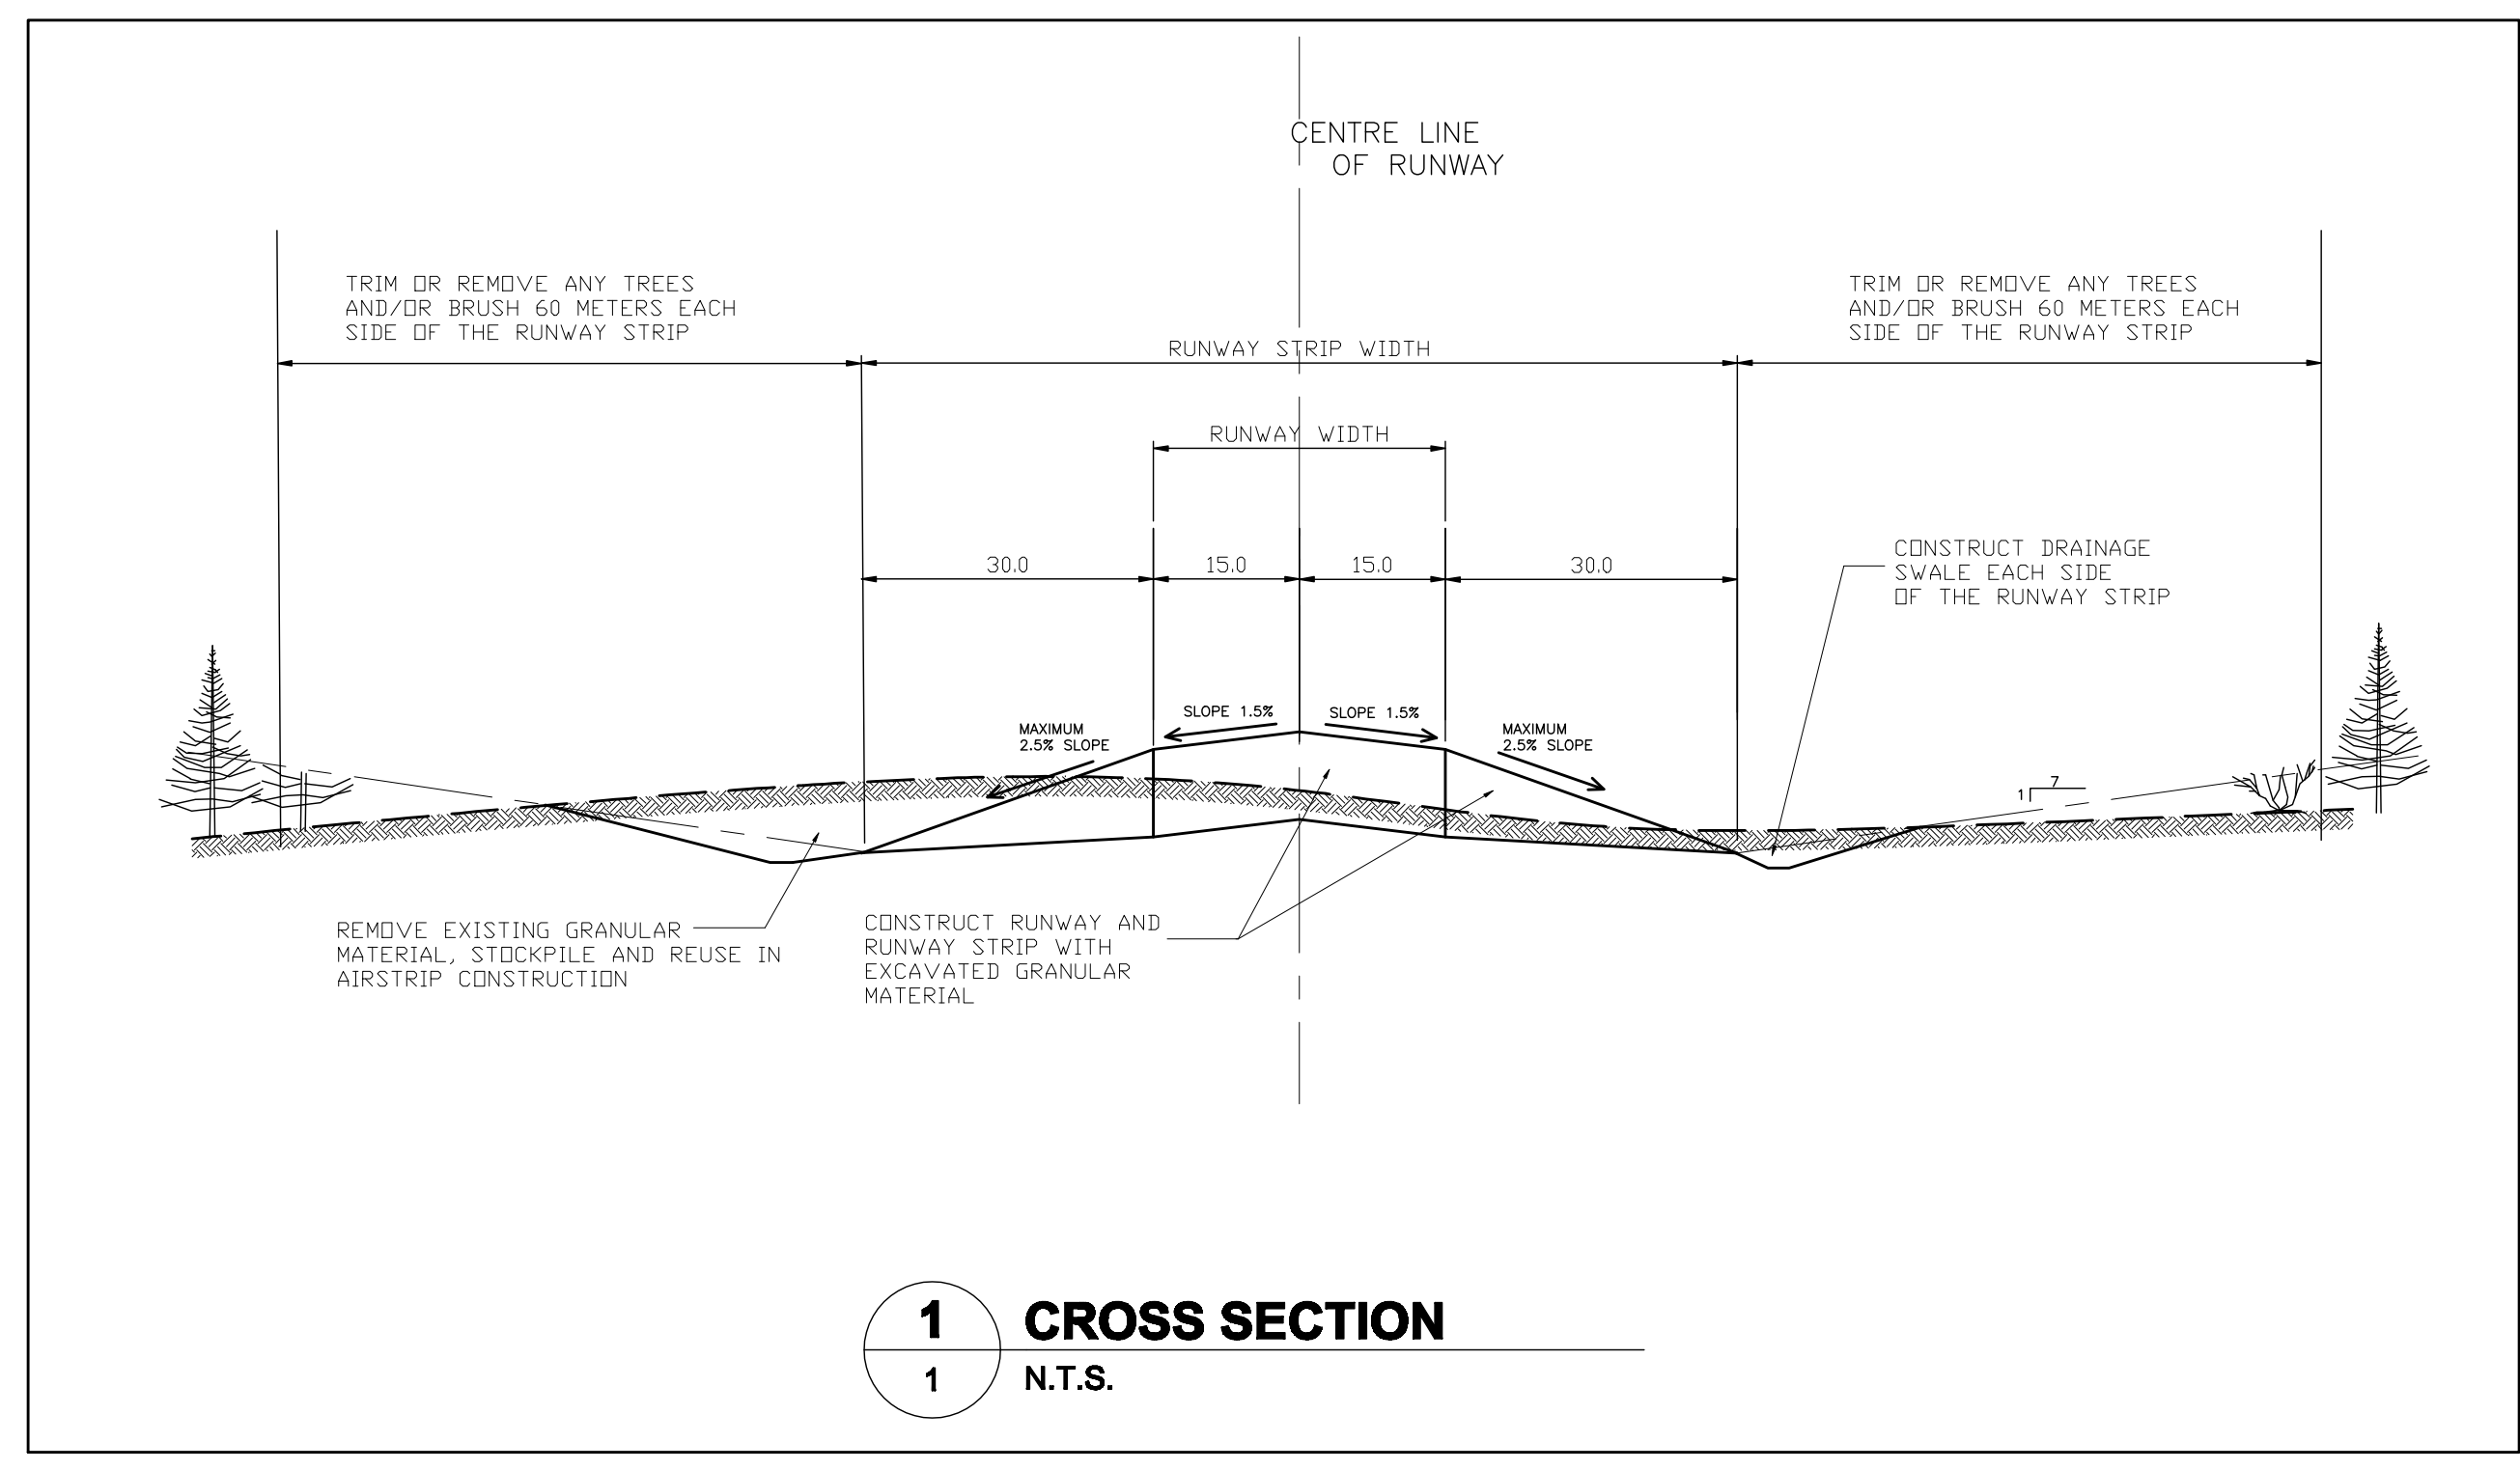 CENTRE LINE
OF RUNWAY
TRIM OR REMOVE ANY TREES
AND/OR BRUSH 60 METERS EACH
SIDE OF THE RUNWAY STRIP
TRIM OR REMOVE ANY TREES
AND/OR BRUSH 60 METERS EACH
SIDE OF THE RUNWAY STRIP
RUNWAY STRIP WIDTH
RUNWAY WIDTH
30.0
15.0
15.0
30.0
CONSTRUCT DRAINAGE
SWALE EACH SIDE
OF THE RUNWAY STRIP
MAXIMUM
2.5% SLOPE
SLOPE 1.5%
SLOPE 1.5%
MAXIMUM
2.5% SLOPE
7
1
REMOVE EXISTING GRANULAR
MATERIAL, STOCKPILE AND REUSE IN
AIRSTRIP CONSTRUCTION
CONSTRUCT RUNWAY AND
RUNWAY STRIP WITH
EXCAVATED GRANULAR
MATERIAL
1
CROSS SECTION
1
N.T.S.